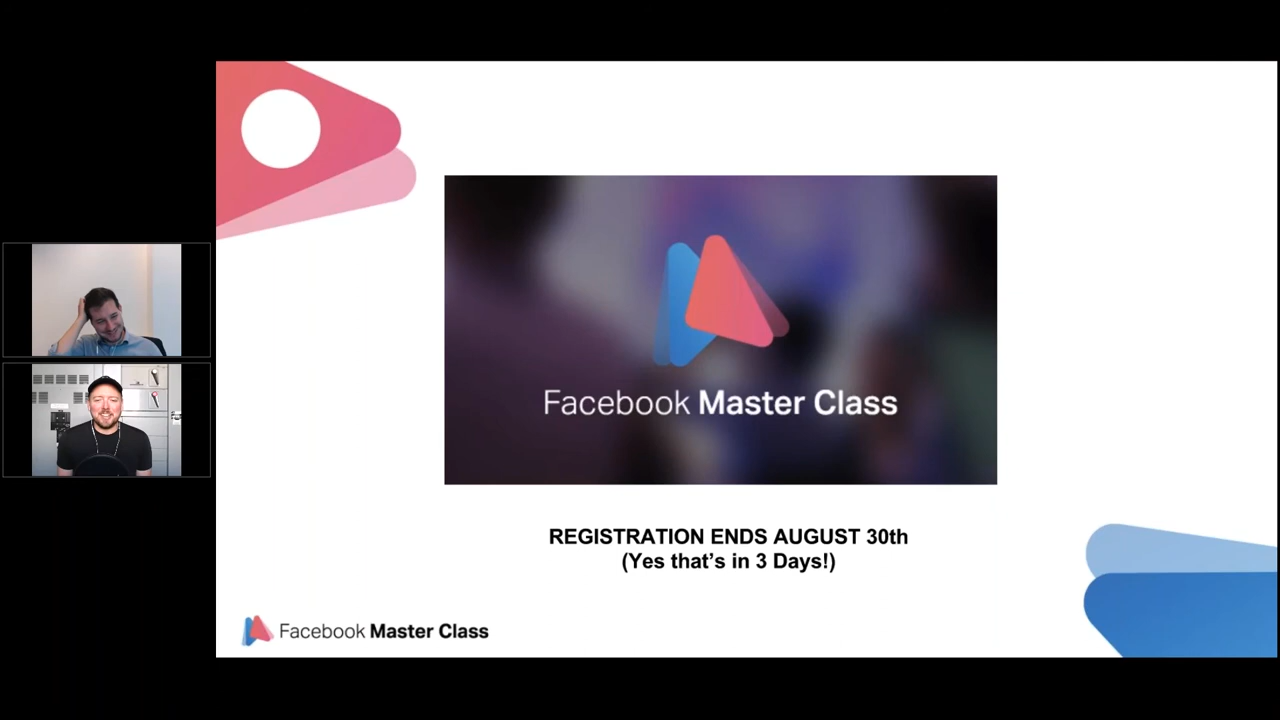 Facebook Master Class
REGISTRATION ENDS AUGUST 30th
(Yes that's in 3 Days!)
Facebook Master Class